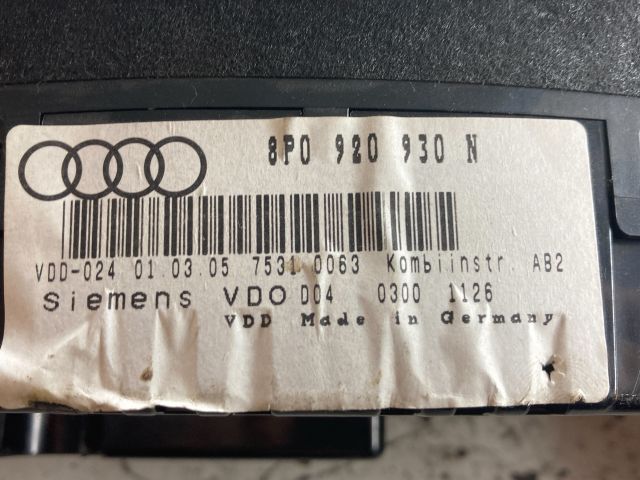 8P0 920 930 N
VDD-024 01.03.05 7531 0063 Kombiinstr. AB2
Siemens VDO D04 0300 1126
VDD Made in Germany